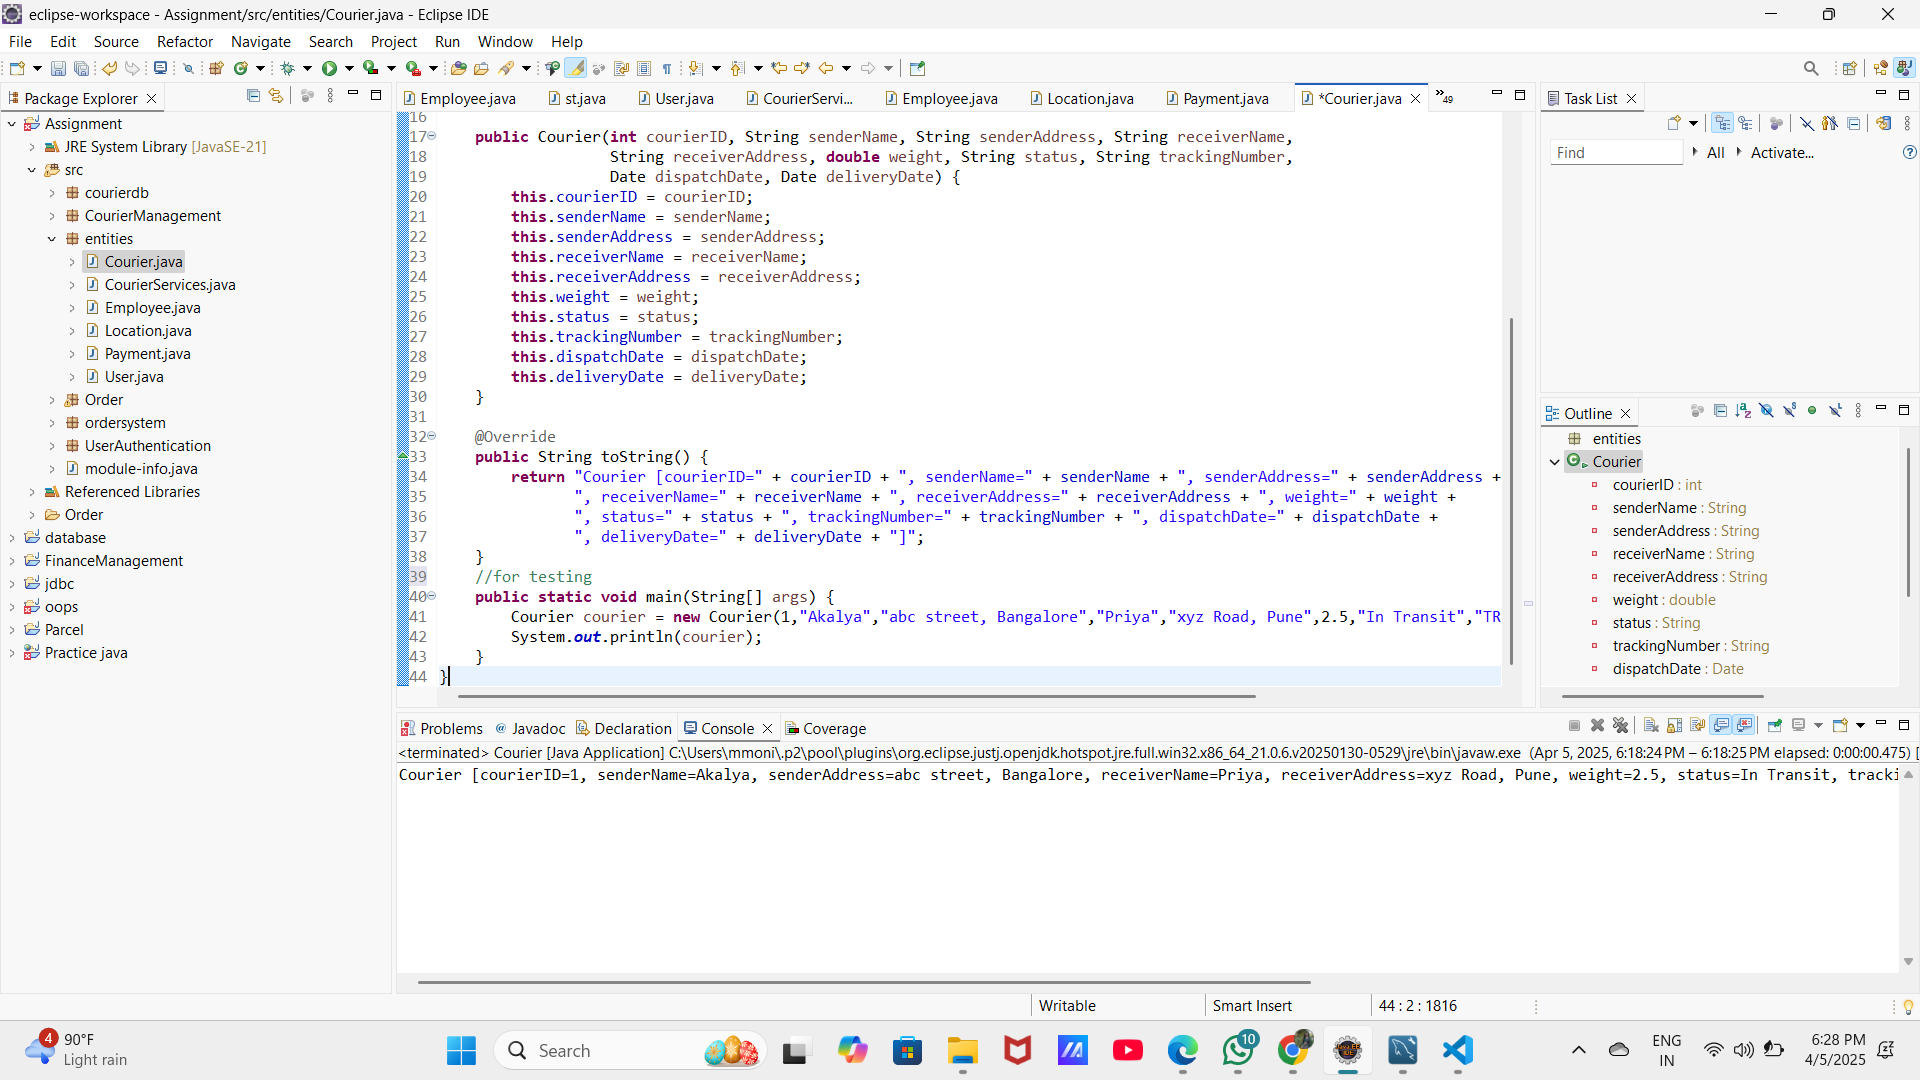 eclipse-workspace - Assignment/src/entities/Courier.java - Eclipse IDE
File Edit Source Refactor Navigate Search Project Run Window Help
Package Explorer
Assignment
JRE System Library [JavaSE-21]
src
courierdb
CourierManagement
entities
Courier.java
CourierServices.java
Employee.java
Location.java
Payment.java
User.java
Order
ordersystem
UserAuthentication
module-info.java
Referenced Libraries
Order
database
FinanceManagement
jdbc
oops
Parcel
Practice java
Employee.java st.java User.java CourierServi... Employee.java Location.java Payment.java *Courier.java »49
16
17 public Courier(int courierID, String senderName, String senderAddress, String receiverName,
18 String receiverAddress, double weight, String status, String trackingNumber,
19 Date dispatchDate, Date deliveryDate) {
20 this.courierID = courierID;
21 this.senderName = senderName;
22 this.senderAddress = senderAddress;
23 this.receiverName = receiverName;
24 this.receiverAddress = receiverAddress;
25 this.weight = weight;
26 this.status = status;
27 this.trackingNumber = trackingNumber;
28 this.dispatchDate = dispatchDate;
29 this.deliveryDate = deliveryDate;
30 }
31
32 @Override
33 public String toString() {
34 return "Courier [courierID=" + courierID + ", senderName=" + senderName + ", senderAddress=" + senderAddress +
35 ", receiverName=" + receiverName + ", receiverAddress=" + receiverAddress + ", weight=" + weight +
36 ", status=" + status + ", trackingNumber=" + trackingNumber + ", dispatchDate=" + dispatchDate +
37 ", deliveryDate=" + deliveryDate + "]";
38 }
39 //for testing
40 public static void main(String[] args) {
41 Courier courier = new Courier(1,"Akalya","abc street, Bangalore","Priya","xyz Road, Pune",2.5,"In Transit","TR
42 System.out.println(courier);
43 }
44 }
Task List
Find All Activate...
Outline
entities
Courier
courierID : int
senderName : String
senderAddress : String
receiverName : String
receiverAddress : String
weight : double
status : String
trackingNumber : String
dispatchDate : Date
Problems Javadoc Declaration Console Coverage
<terminated> Courier [Java Application] C:\Users\mmoni\.p2\pool\plugins\org.eclipse.justj.openjdk.hotspot.jre.full.win32.x86_64_21.0.6.v20250130-0529\jre\bin\javaw.exe (Apr 5, 2025, 6:18:24 PM – 6:18:25 PM elapsed: 0:00:00.475) [
Courier [courierID=1, senderName=Akalya, senderAddress=abc street, Bangalore, receiverName=Priya, receiverAddress=xyz Road, Pune, weight=2.5, status=In Transit, tracki
Writable Smart Insert 44 : 2 : 1816
4
90°F
Light rain
Search
10
ENG
IN
6:28 PM
4/5/2025